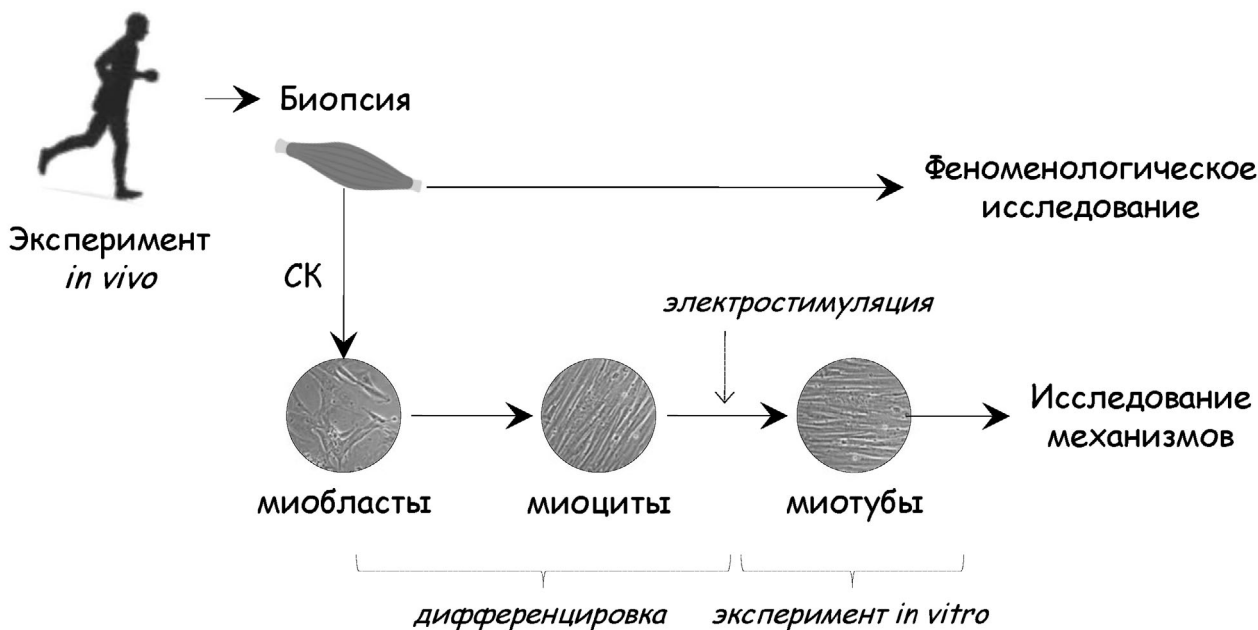 Биопсия
Феноменологическое
исследование
Эксперимент
in vivo
СК
электростимуляция
Исследование
механизмов
миобласты
миоциты
миотубы
дифференцировка
эксперимент in vitro